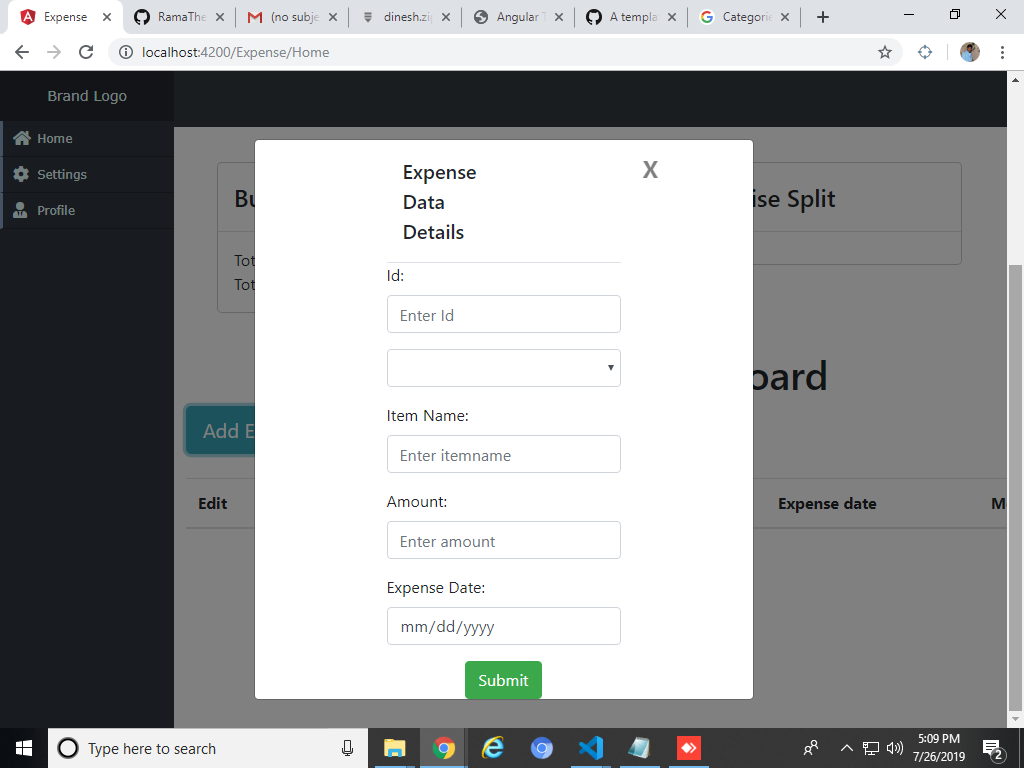 Expense
RamaThe
(no subje
dinesh.zip
Angular T
A templa
Categorie
localhost:4200/Expense/Home
Brand Logo
Home
Settings
Profile
Bu
ise Split
Tot
Tot
oard
Add E
Edit
Expense date
M
Expense
Data
Details
X
Id:
Enter Id
Item Name:
Enter itemname
Amount:
Enter amount
Expense Date:
mm/dd/yyyy
Submit
Type here to search
5:09 PM
7/26/2019
2